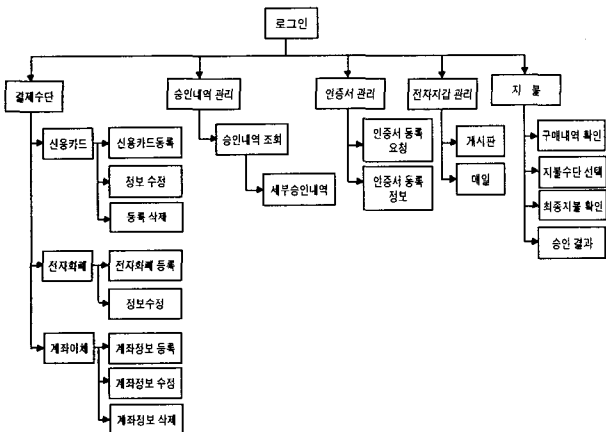 로그인
결제수단
승인내역 관리
인증서 관리
전자지갑 관리
지 불
신용카드
신용카드등록
정보 수정
등록 삭제
전자화폐
전자화폐 등록
정보수정
계좌이체
계좌정보 등록
계좌정보 수정
계좌정보 삭제
승인내역 조회
세부승인내역
인증서 등록
요청
인증서 등록
정보
게시판
메일
구매내역 확인
지불수단 선택
최종지불 확인
승인 결과